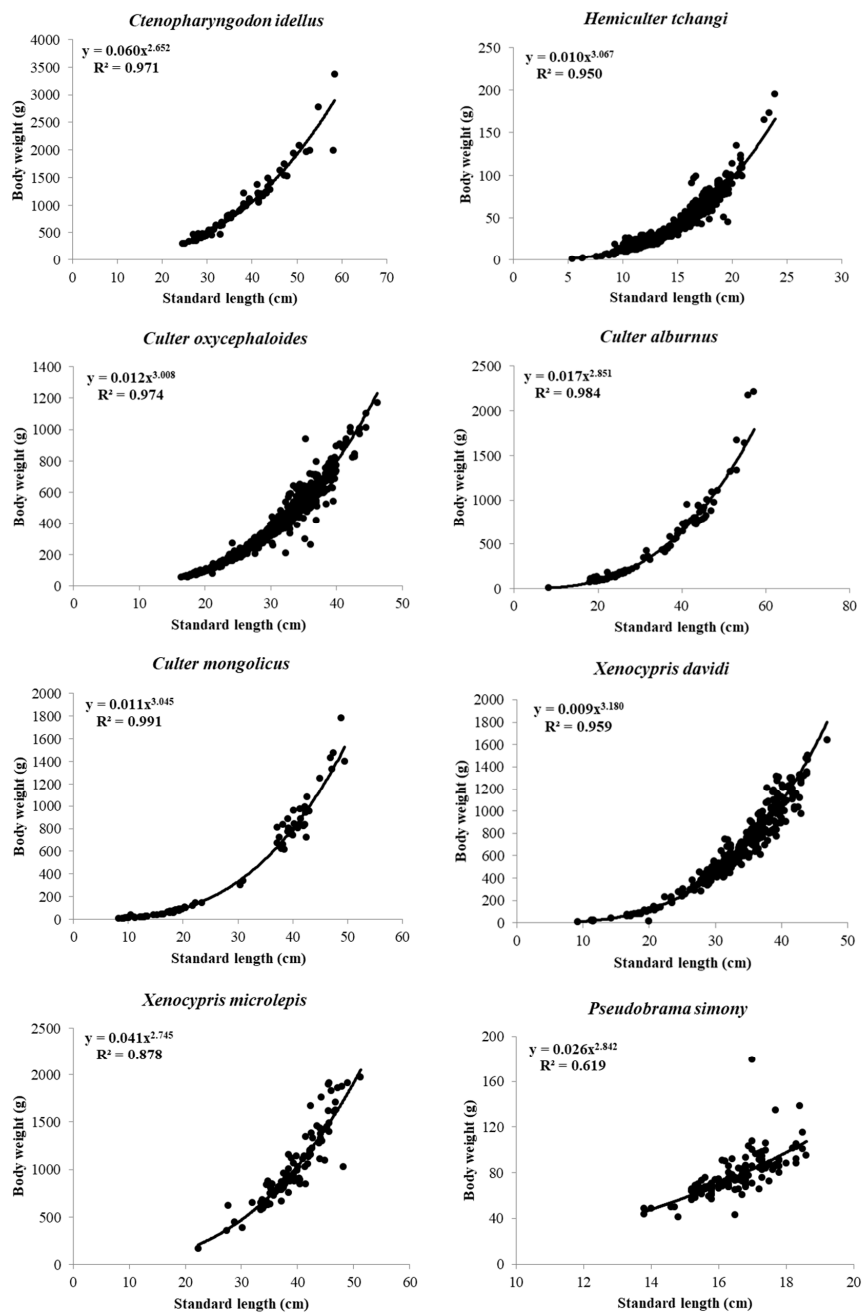 Ctenopharyngodon idellus
y = 0.060x^2.652
R² = 0.971
Body weight (g)
4000
3500
3000
2500
2000
1500
1000
500
0
0 10 20 30 40 50 60 70
Standard length (cm)
Hemiculter tchangi
y = 0.010x^3.067
R² = 0.950
Body weight (g)
250
200
150
100
50
0
0 5 10 15 20 25 30
Standard length (cm)
Culter oxycephaloides
y = 0.012x^3.008
R² = 0.974
Body weight (g)
1400
1200
1000
800
600
400
200
0
0 10 20 30 40 50
Standard length (cm)
Culter alburnus
y = 0.017x^2.851
R² = 0.984
Body weight (g)
2500
2000
1500
1000
500
0
0 20 40 60 80
Standard length (cm)
Culter mongolicus
y = 0.011x^3.045
R² = 0.991
Body weight (g)
2000
1800
1600
1400
1200
1000
800
600
400
200
0
0 10 20 30 40 50 60
Standard length (cm)
Xenocypris davidi
y = 0.009x^3.180
R² = 0.959
Body weight (g)
2000
1800
1600
1400
1200
1000
800
600
400
200
0
0 10 20 30 40 50
Standard length (cm)
Xenocypris microlepis
y = 0.041x^2.745
R² = 0.878
Body weight (g)
2500
2000
1500
1000
500
0
0 10 20 30 40 50 60
Standard length (cm)
Pseudobrama simony
y = 0.026x^2.842
R² = 0.619
Body weight (g)
200
160
120
80
40
0
10 12 14 16 18 20
Standard length (cm)